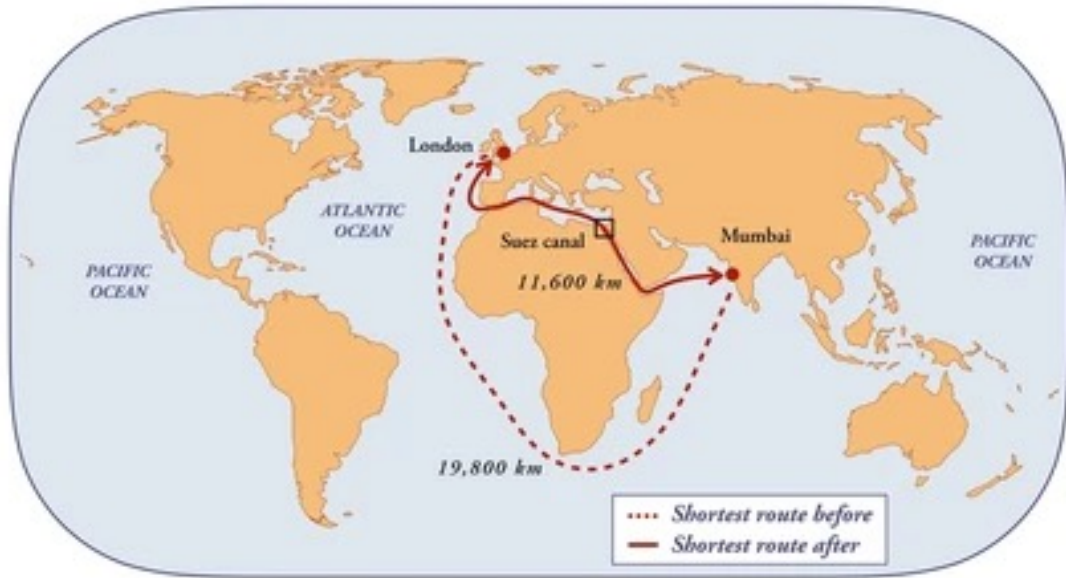 London
ATLANTIC
OCEAN
Suez canal
Mumbai
PACIFIC
OCEAN
PACIFIC
OCEAN
11,600 km
19,800 km
Shortest route before
Shortest route after